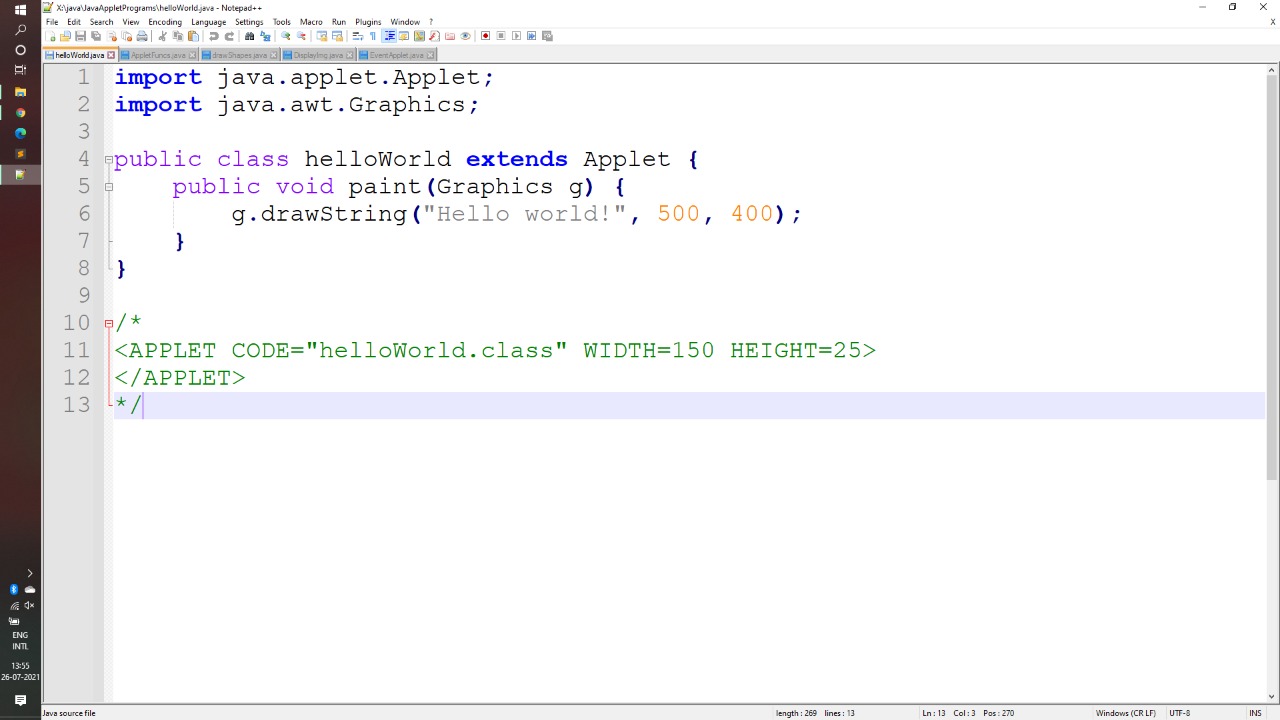 X:\java\JavaAppletPrograms\helloWorld.java - Notepad++
File Edit Search View Encoding Language Settings Tools Macro Run Plugins Window ?
helloWorld.java AppletFuncs.java drawShapes.java DisplayImg.java EventApplet.java
1 import java.applet.Applet;
2 import java.awt.Graphics;
3
4 public class helloWorld extends Applet {
5 public void paint(Graphics g) {
6 g.drawString("Hello world!", 500, 400);
7 }
8 }
9
10 /*
11 <APPLET CODE="helloWorld.class" WIDTH=150 HEIGHT=25>
12 </APPLET>
13 */
ENG
INTL
13:55
26-07-2021
Java source file length : 269 lines : 13 Ln : 13 Col : 3 Pos : 270 Windows (CR LF) UTF-8 INS